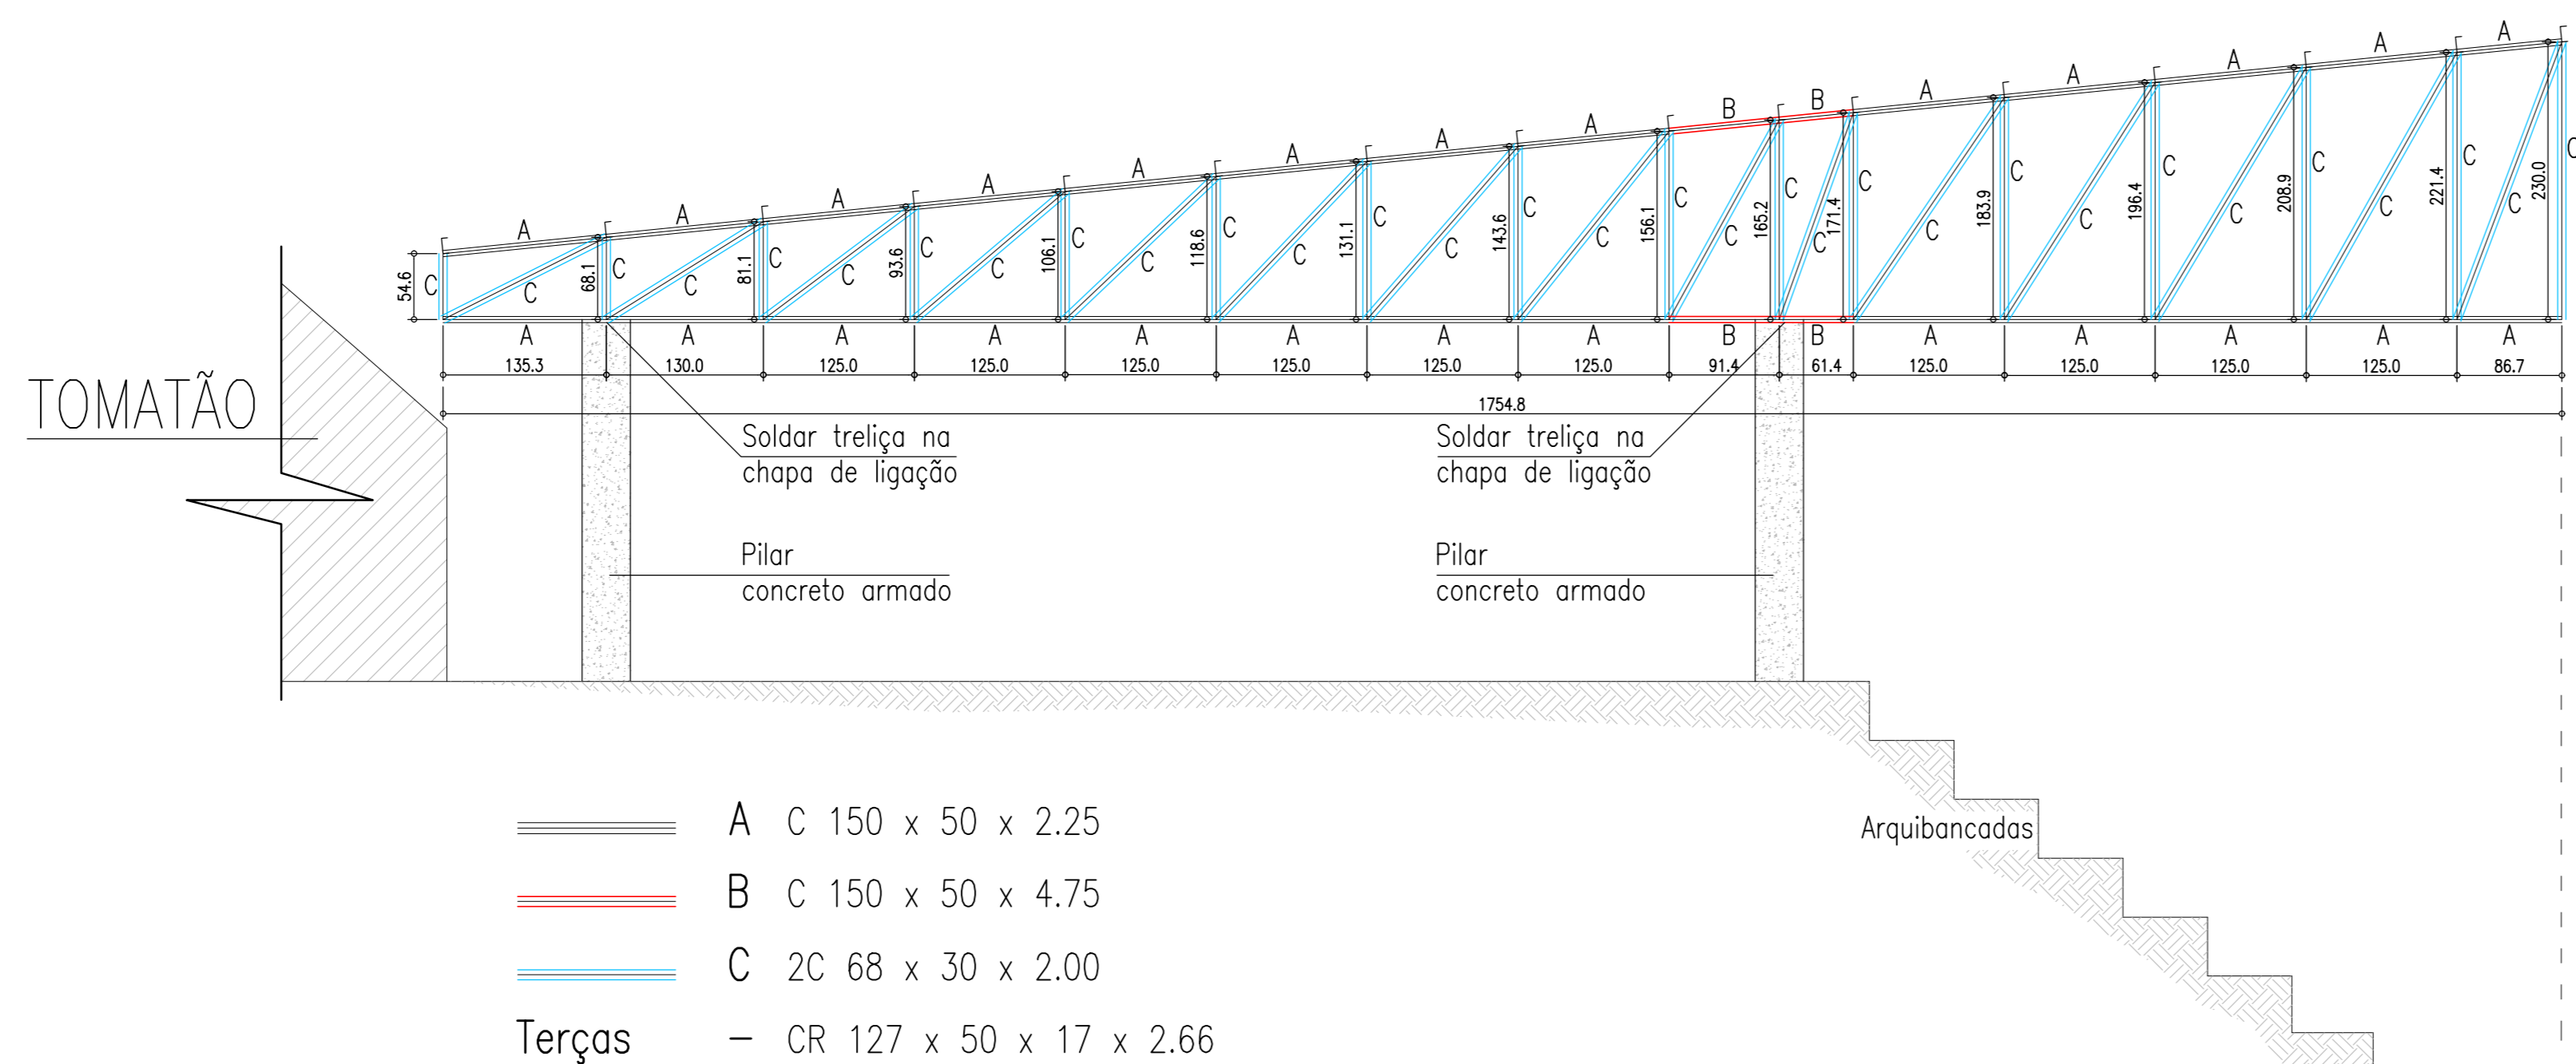 A A A A A A A A B B A A A A A
54.6 C C 68.1 C C 81.1 C C 93.6 C C 106.1 C C 118.6 C C 131.1 C C 143.6 C C 156.1 C C 165.2 C C 171.4 C C 183.9 C C 196.4 C C 208.9 C C 221.4 C C 230.0 C
A A A A A A A A B B A A A A A
135.3 130.0 125.0 125.0 125.0 125.0 125.0 125.0 91.4 61.4 125.0 125.0 125.0 125.0 86.7
1754.8
TOMATÃO
Soldar treliça na
chapa de ligação
Soldar treliça na
chapa de ligação
Pilar
concreto armado
Pilar
concreto armado
Arquibancadas
A C 150 x 50 x 2.25
B C 150 x 50 x 4.75
C 2C 68 x 30 x 2.00
Terças - CR 127 x 50 x 17 x 2.66